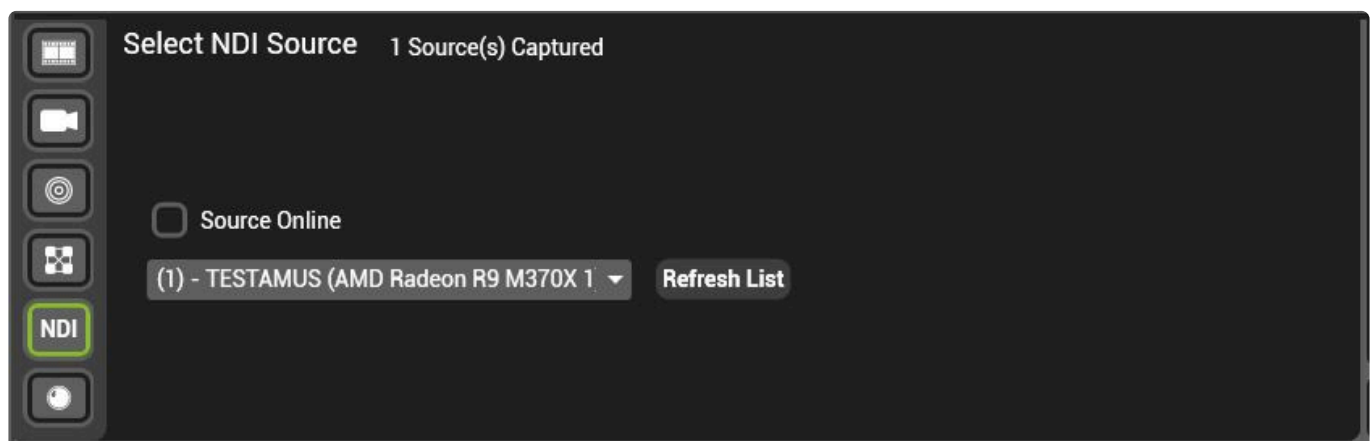 Select NDI Source 1 Source(s) Captured
Source Online
(1) - TESTAMUS (AMD Radeon R9 M370X 1 Refresh List
NDI